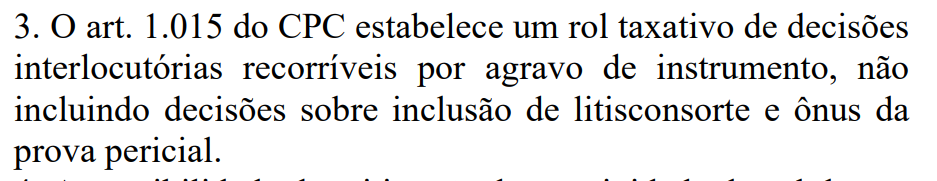 3. O art. 1.015 do CPC estabelece um rol taxativo de decisões
interlocutórias recorríveis por agravo de instrumento, não
incluindo decisões sobre inclusão de litisconsorte e ônus da
prova pericial.